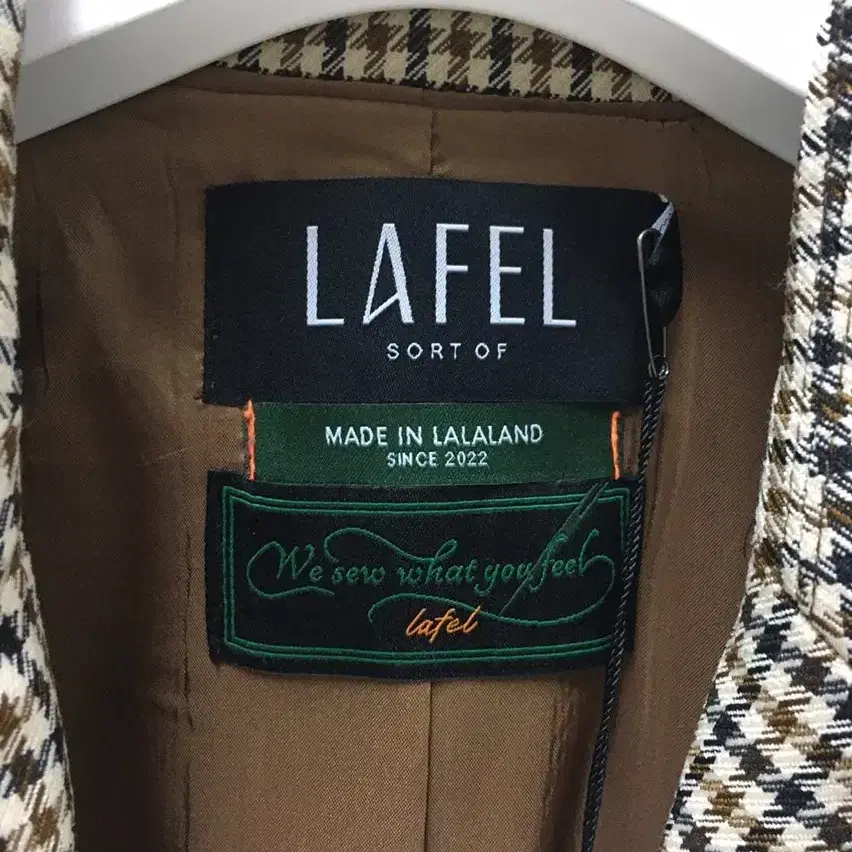 LAFEL
SORT OF
MADE IN LALALAND
SINCE 2022
We sew what you feel
lafel